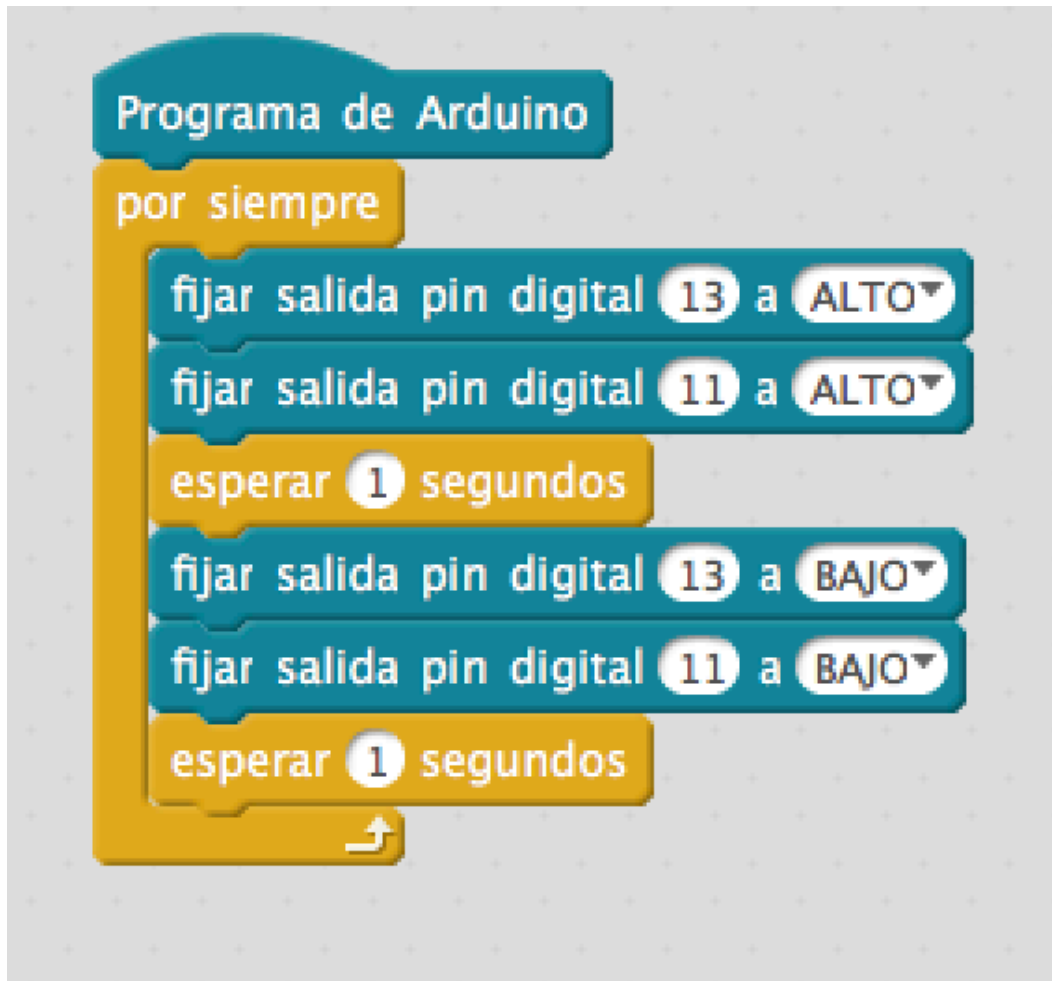 Programa de Arduino
por siempre
fijar salida pin digital 13 a ALTO
fijar salida pin digital 11 a ALTO
esperar 1 segundos
fijar salida pin digital 13 a BAJO
fijar salida pin digital 11 a BAJO
esperar 1 segundos